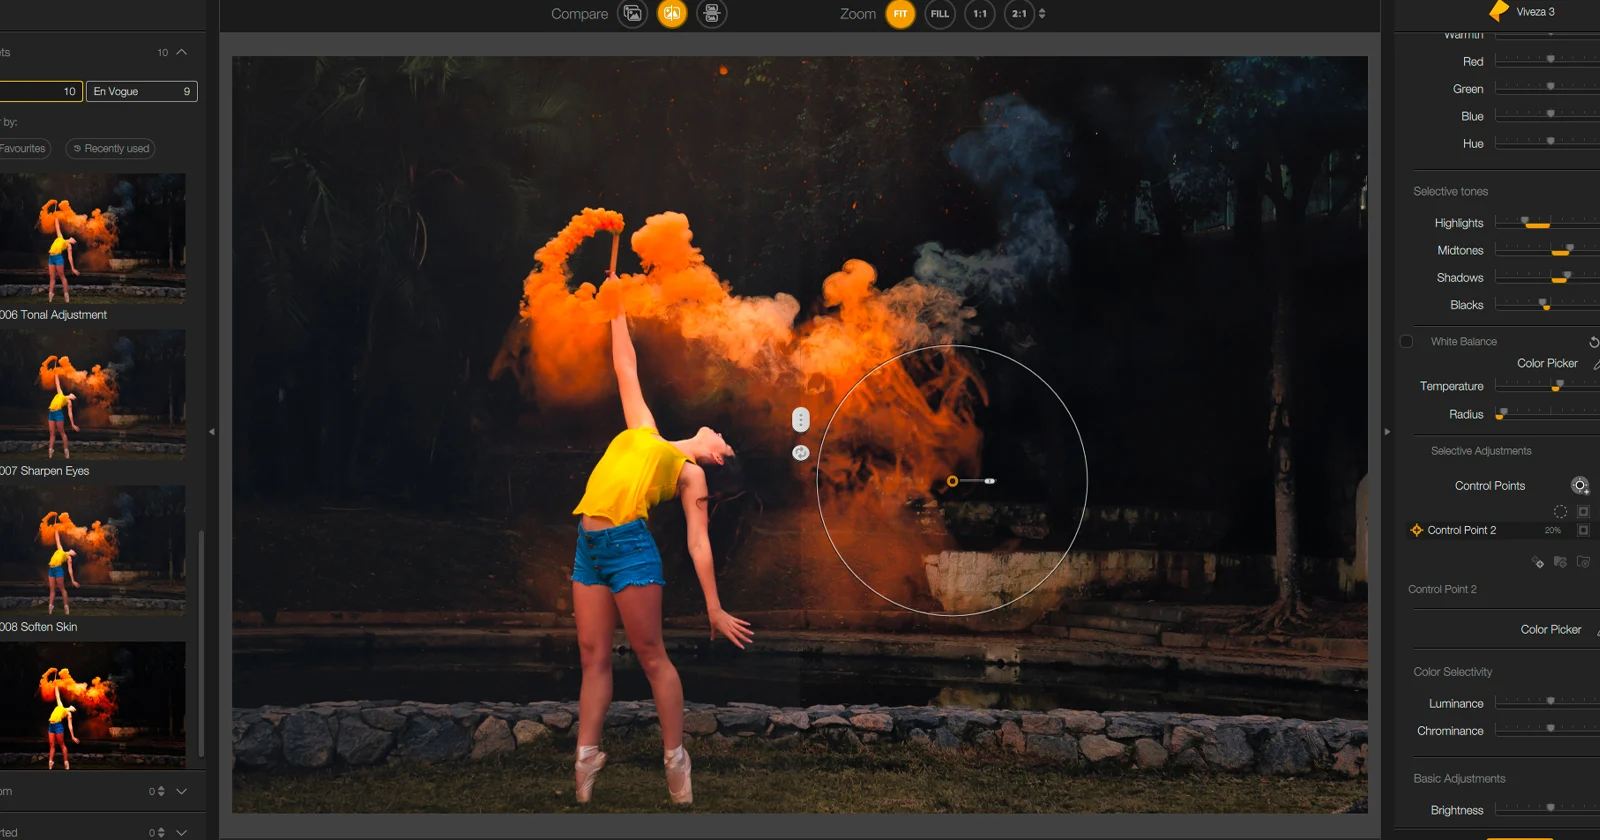 Compare
Zoom
FIT
FILL
1:1
2:1
Viveza 3
ets
10
10
En Vogue
9
r by:
Favourites
Recently used
006 Tonal Adjustment
007 Sharpen Eyes
008 Soften Skin
om
0
rted
0
Warmth
Red
Green
Blue
Hue
Selective tones
Highlights
Midtones
Shadows
Blacks
White Balance
Color Picker
Temperature
Radius
Selective Adjustments
Control Points
Control Point 2
20%
Control Point 2
Color Picker
Color Selectivity
Luminance
Chrominance
Basic Adjustments
Brightness